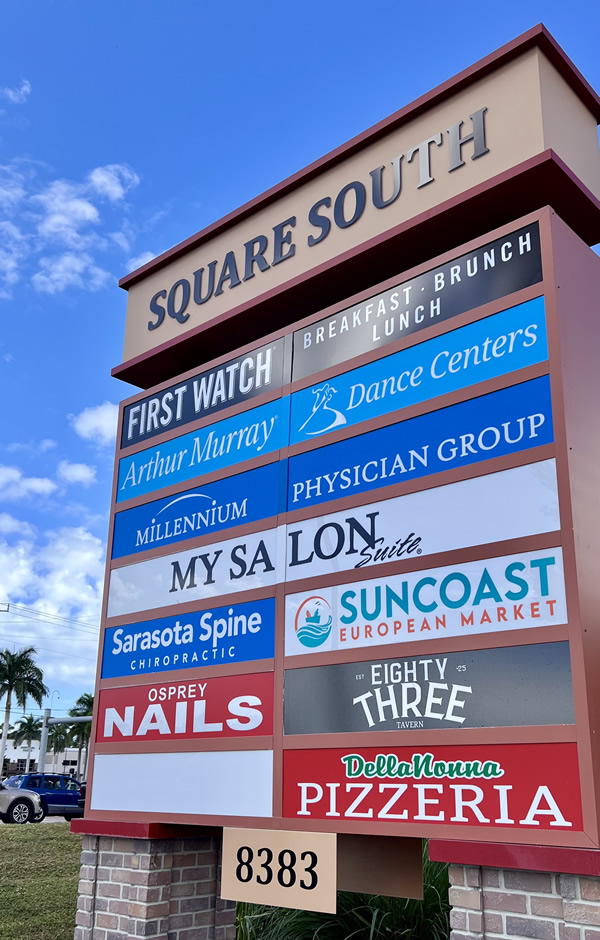 SQUARE SOUTH
FIRST WATCH
BREAKFAST · BRUNCH
LUNCH
Arthur Murray® Dance Centers
MILLENNIUM PHYSICIAN GROUP
MY SALON
Suite®
Sarasota Spine
CHIROPRACTIC
SUNCOAST
EUROPEAN MARKET
OSPREY
NAILS
EST EIGHTY -25
THREE
TAVERN
DellaNonna
PIZZERIA
8383